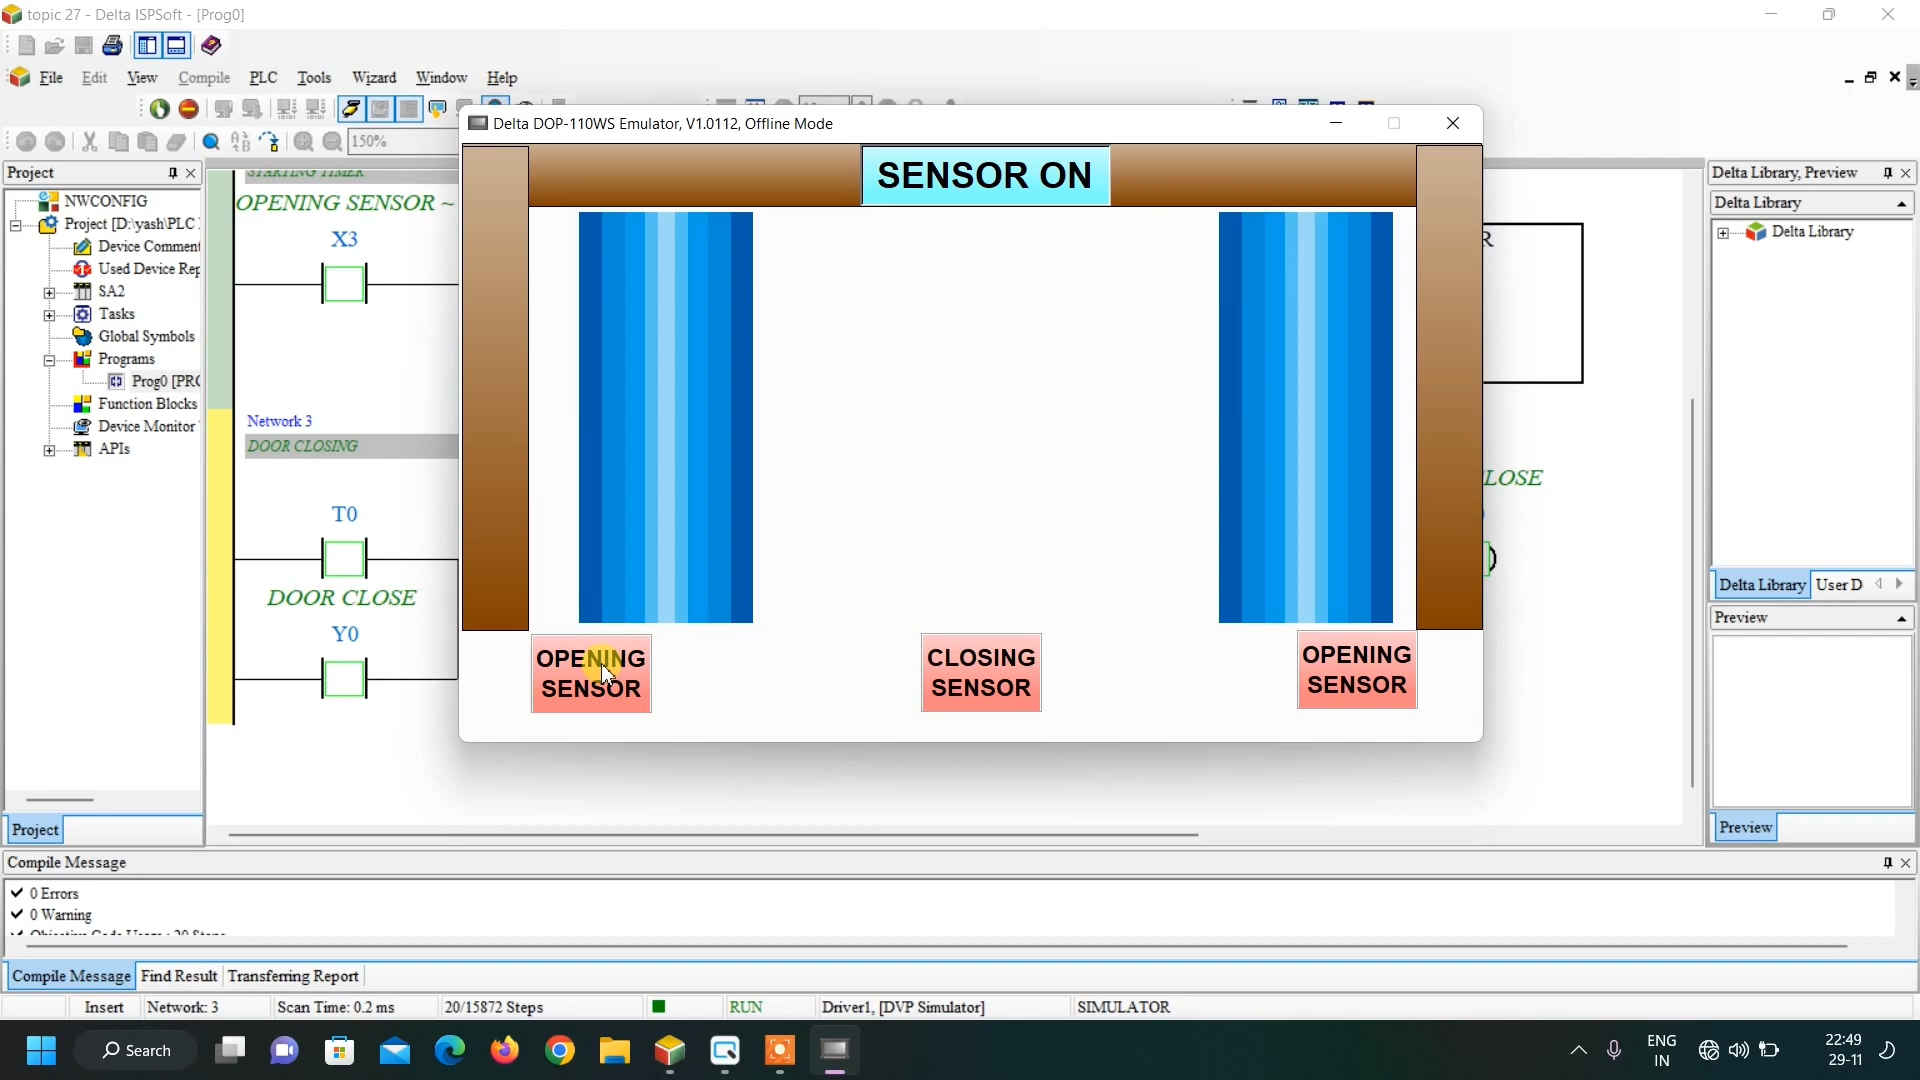 topic 27 - Delta ISPSoft - [Prog0]
File Edit View Compile PLC Tools Wizard Window Help
150%
Delta DOP-110WS Emulator, V1.0112, Offline Mode
SENSOR ON
OPENING SENSOR
CLOSING SENSOR
OPENING SENSOR
Project
NWCONFIG
Project [D:\yash\PLC
Device Comment
Used Device Rep
SA2
Tasks
Global Symbols
Programs
Prog0 [PRC
Function Blocks
Device Monitor
APIs
Project
STARTING TIMER
OPENING SENSOR ~
X3
Network 3
DOOR CLOSING
T0
DOOR CLOSE
Y0
R
LOSE
Delta Library, Preview
Delta Library
Delta Library
Delta Library User D
Preview
Preview
Compile Message
0 Errors
0 Warning
Compile Message Find Result Transferring Report
Insert Network: 3 Scan Time: 0.2 ms 20/15872 Steps RUN Driver1, [DVP Simulator] SIMULATOR
Search
ENG
IN
22:49
29-11